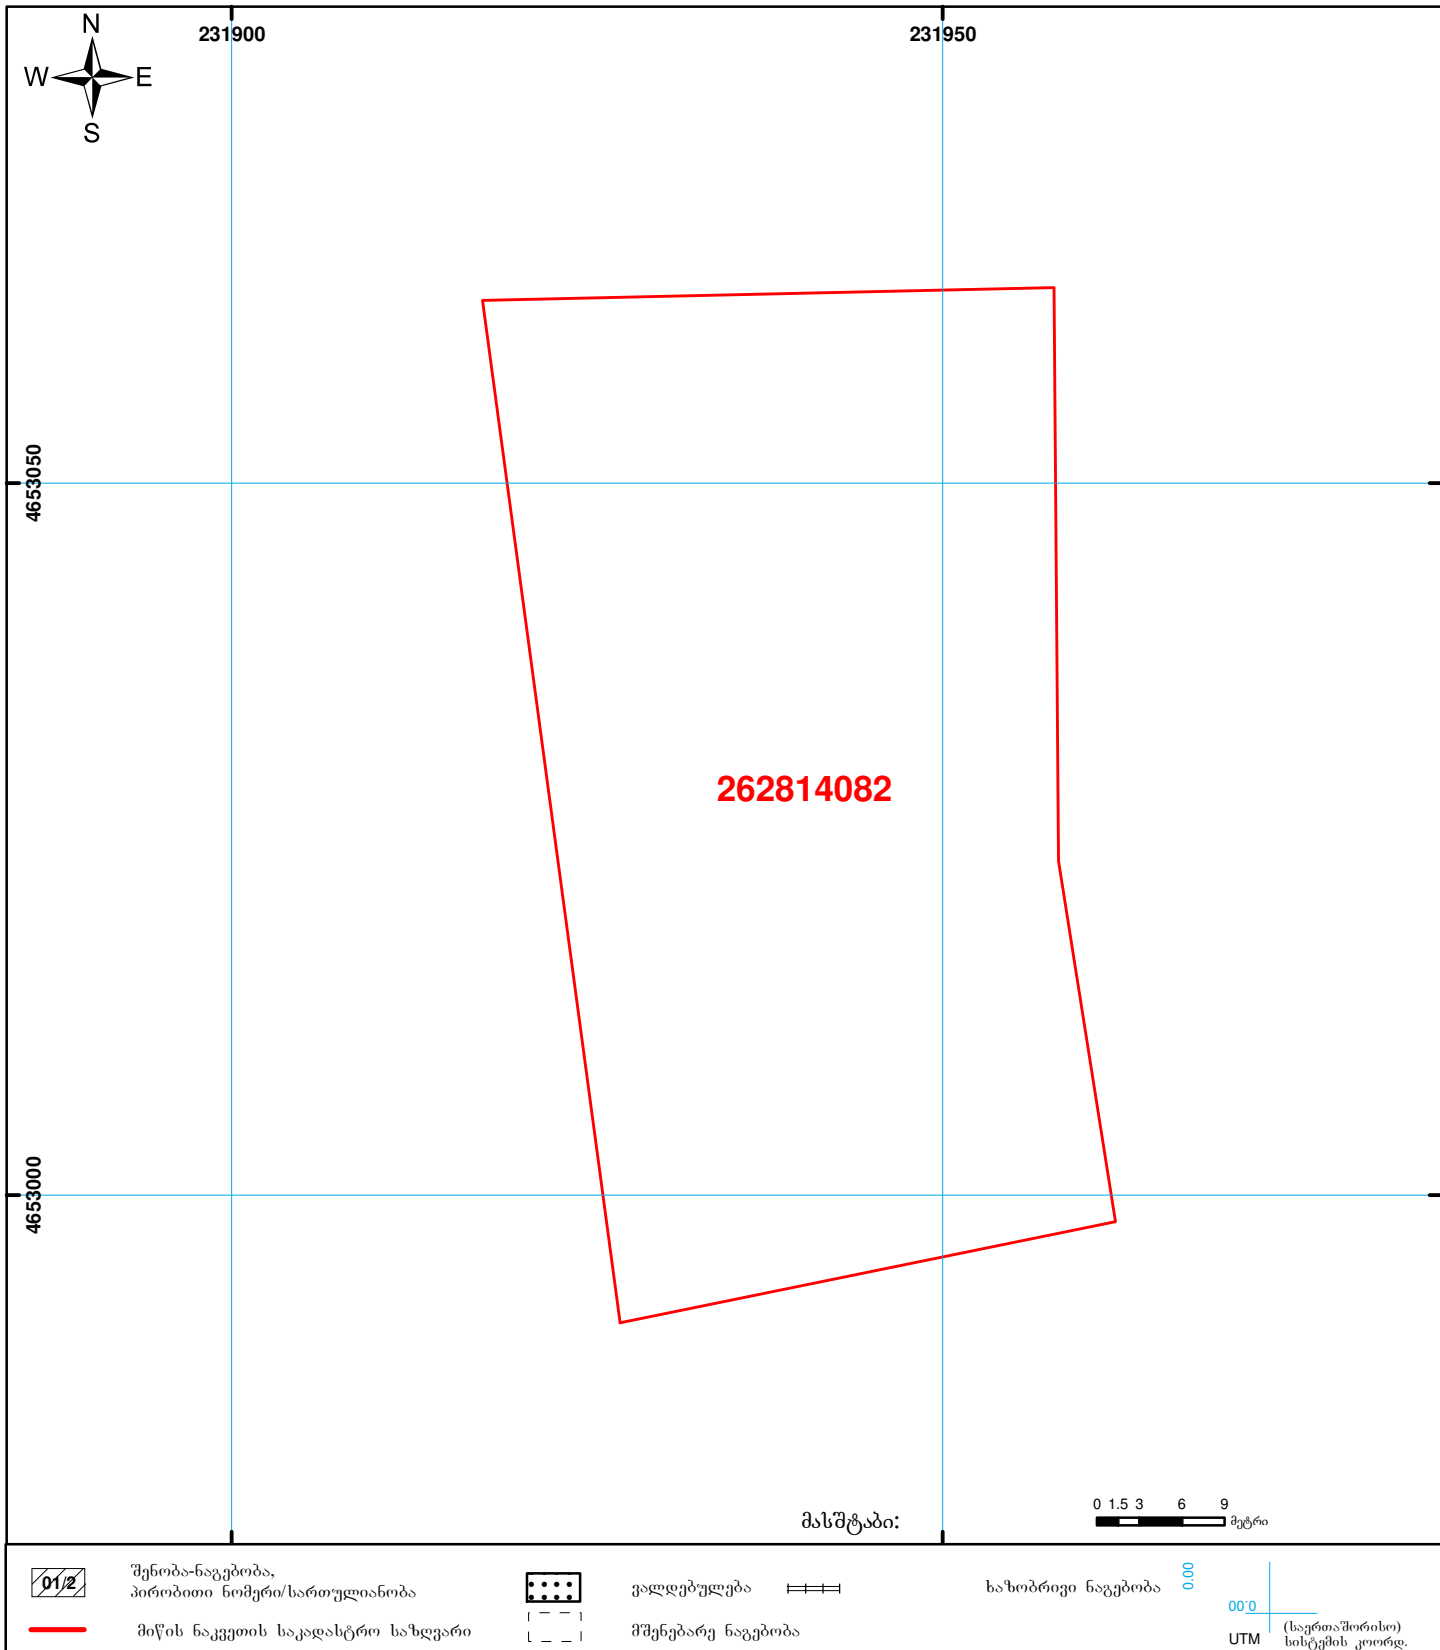 N
W E
S
231900
231950
4653050
4653000
262814082
მასშტაბი:
0 1.5 3 6 9
მეტრი
01/2
შენობა-ნაგებობა,
პირობითი ნომერი/სართულიანობა
მიწის ნაკვეთის საკადასტრო საზღვარი
ვალდებულება
მშენებარე ნაგებობა
ხაზობრივი ნაგებობა
00.0
00.0
UTM
(საერთაშორისო)
სისტემის კოორდ.